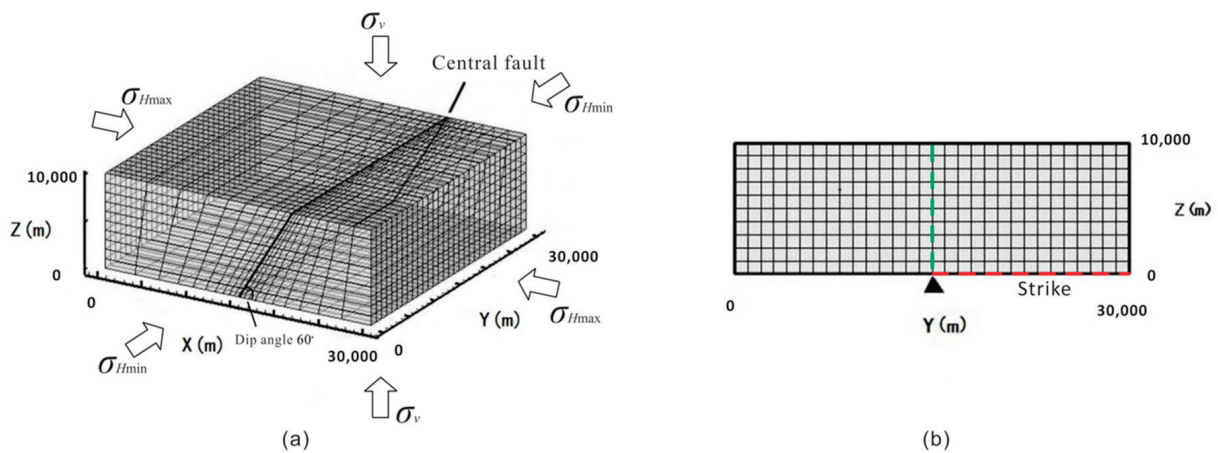 σv
Central fault
σHmax
σHmin
10,000
Z (m)
0
0
X (m)
Dip angle 60°
30,000
0
Y (m)
30,000
σHmax
σHmin
σv
(a)
10,000
Z (m)
0
Strike
0
30,000
Y (m)
(b)